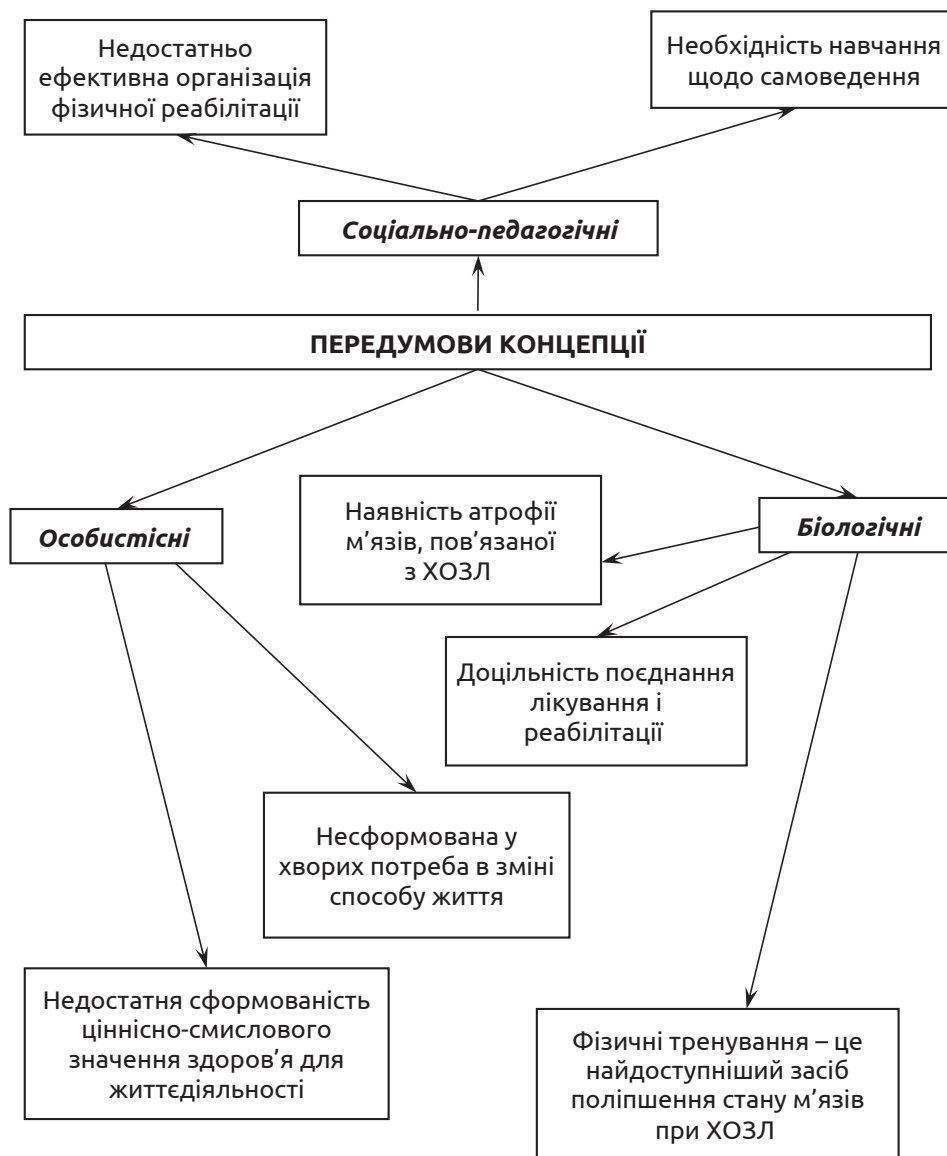 Недостатньо
ефективна організація
фізичної реабілітації
Необхідність навчання
щодо самоведення
Соціально-педагогічні
ПЕРЕДУМОВИ КОНЦЕПЦІЇ
Особистісні
Наявність атрофії
м’язів, пов’язаної
з ХОЗЛ
Біологічні
Доцільність поєднання
лікування і
реабілітації
Несформована у
хворих потреба в зміні
способу життя
Недостатня сформованість
ціннісно-смислового
значення здоров’я для
життєдіяльності
Фізичні тренування – це
найдоступніший засіб
поліпшення стану м’язів
при ХОЗЛ